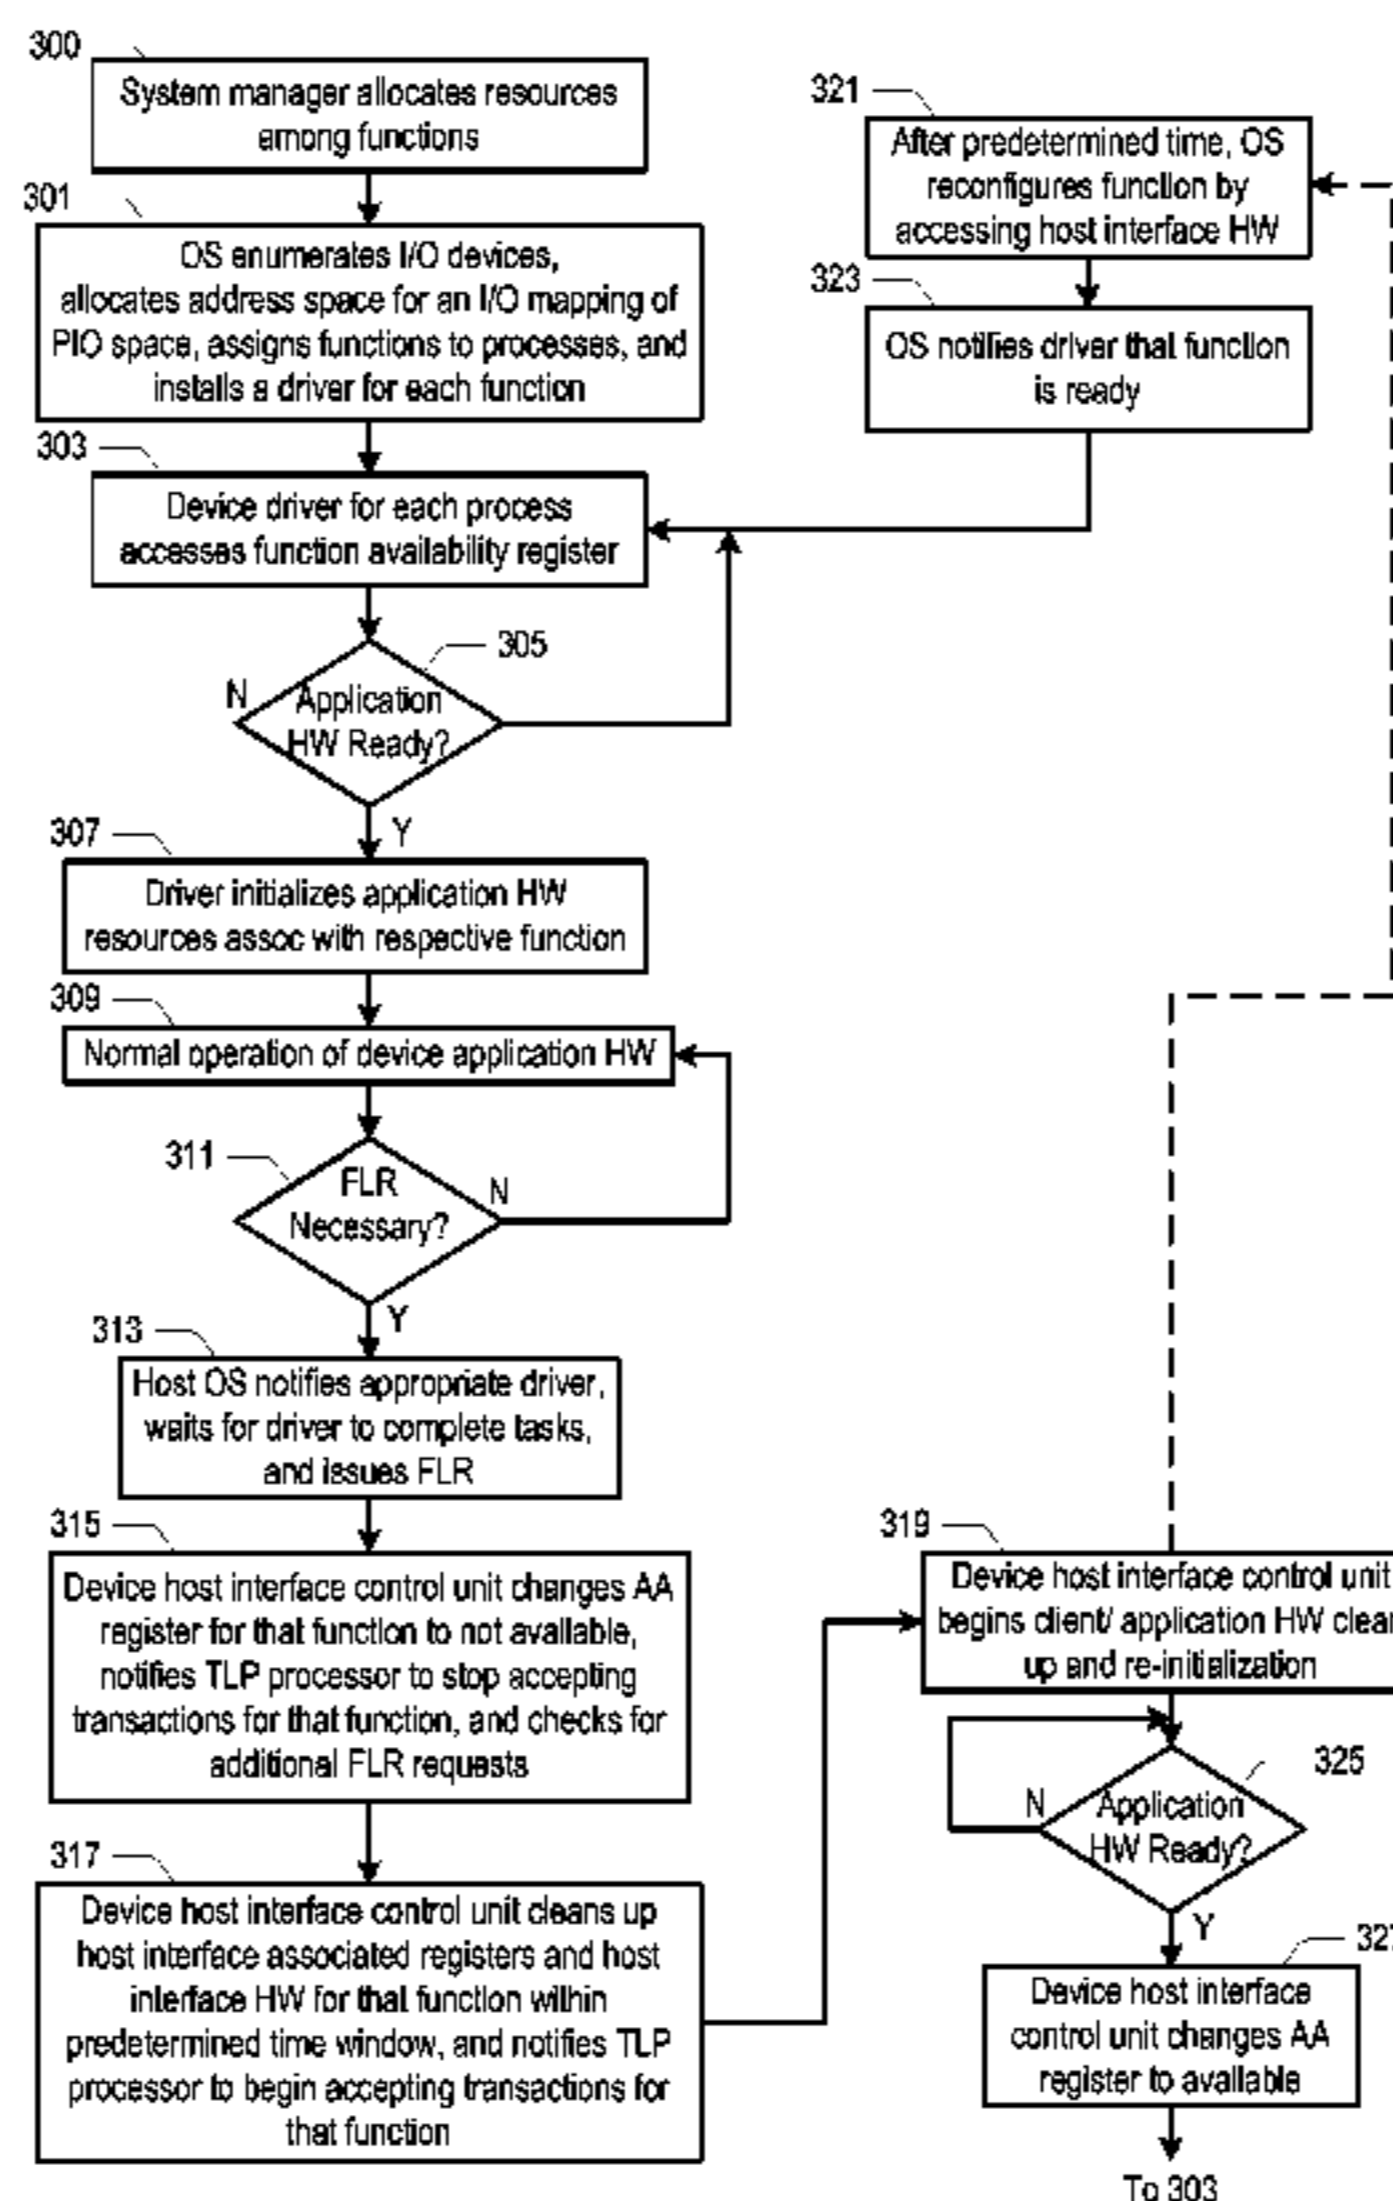 300
System manager allocates resources
among functions
301
OS enumerates I/O devices,
allocates address space for an I/O mapping of
PIO space, assigns functions to processes, and
installs a driver for each function
303
Device driver for each process
accesses function availability register
305
N
Application
HW Ready?
Y
307
Driver initializes application HW
resources assoc with respective function
309
Normal operation of device application HW
311
FLR
Necessary?
N
Y
313
Host OS notifies appropriate driver,
waits for driver to complete tasks,
and issues FLR
315
Device host interface control unit changes AA
register for that function to not available,
notifies TLP processor to stop accepting
transactions for that function, and checks for
additional FLR requests
317
Device host interface control unit cleans up
host interface associated registers and host
interface HW for that function within
predetermined time window, and notifies TLP
processor to begin accepting transactions for
that function
321
After predetermined time, OS
reconfigures function by
accessing host interface HW
323
OS notifies driver that function
is ready
319
Device host interface control unit
begins client/ application HW clean
up and re-initialization
325
N
Application
HW Ready?
Y
327
Device host interface
control unit changes AA
register to available
To 303